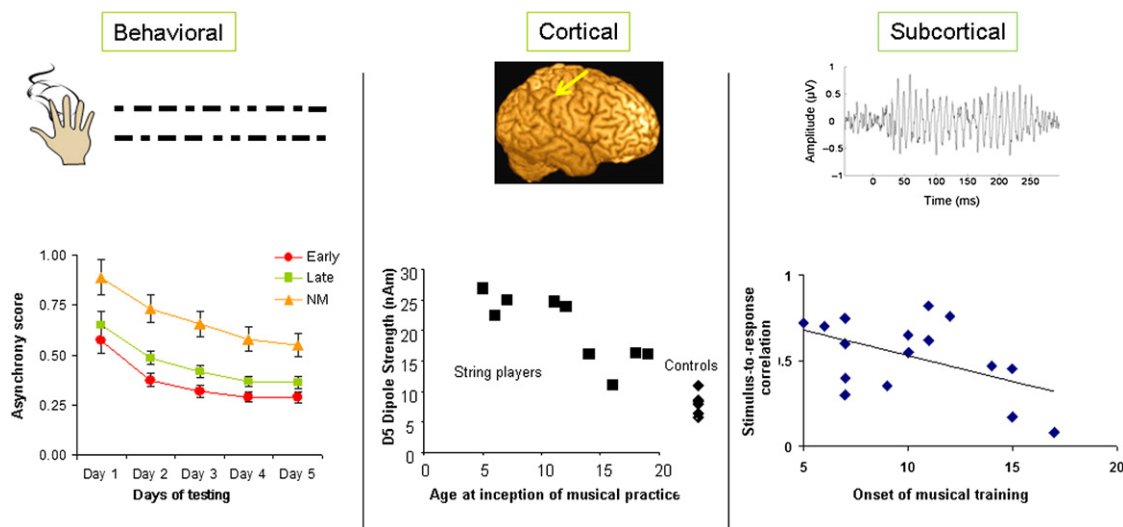 Behavioral
Cortical
Subcortical
Amplitude (μV)
1
0.5
0
−0.5
−1
0 50 100 150 200 250
Time (ms)
Asynchrony score
1.00
0.75
0.50
0.25
0.00
Early
Late
NM
Day 1 Day 2 Day 3 Day 4 Day 5
Days of testing
D5 Dipole Strength (nAm)
30
25
20
15
10
5
0
String players
Controls
0 5 10 15 20
Age at inception of musical practice
Stimulus-to-response
correlation
1
.5
0
5 10 15 20
Onset of musical training